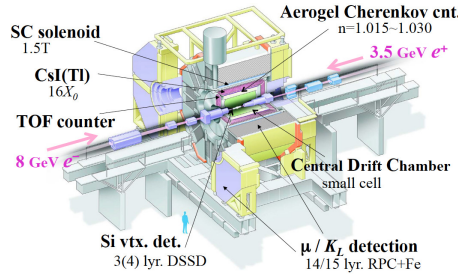 Aerogel Cherenkov cnt.
n=1.015~1.030
SC solenoid
1.5T
3.5 GeV e⁺
CsI(Tl)
16X₀
TOF counter
8 GeV e⁻
Central Drift Chamber
small cell
Si vtx. det.
3(4) lyr. DSSD
μ / K_L detection
14/15 lyr. RPC+Fe